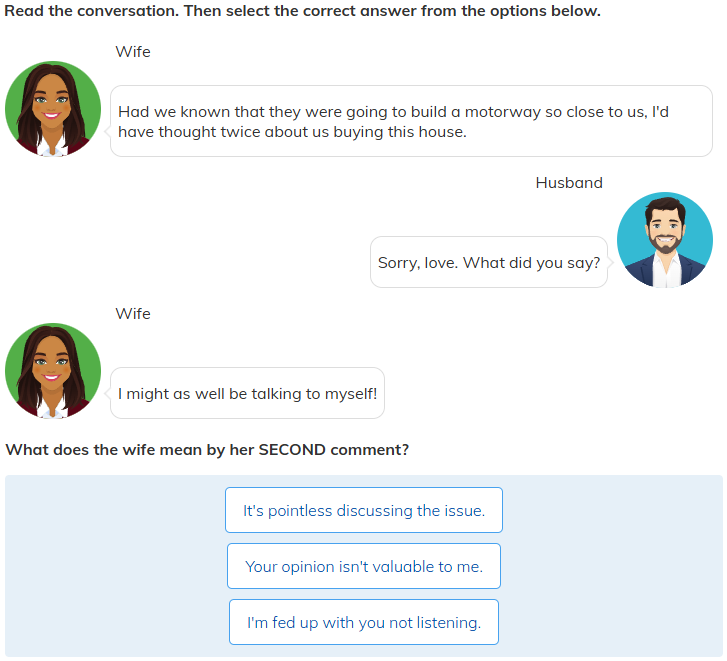 Read the conversation. Then select the correct answer from the options below.
Wife
Had we known that they were going to build a motorway so close to us, I'd
have thought twice about us buying this house.
Husband
Sorry, love. What did you say?
Wife
I might as well be talking to myself!
What does the wife mean by her SECOND comment?
It's pointless discussing the issue.
Your opinion isn't valuable to me.
I'm fed up with you not listening.